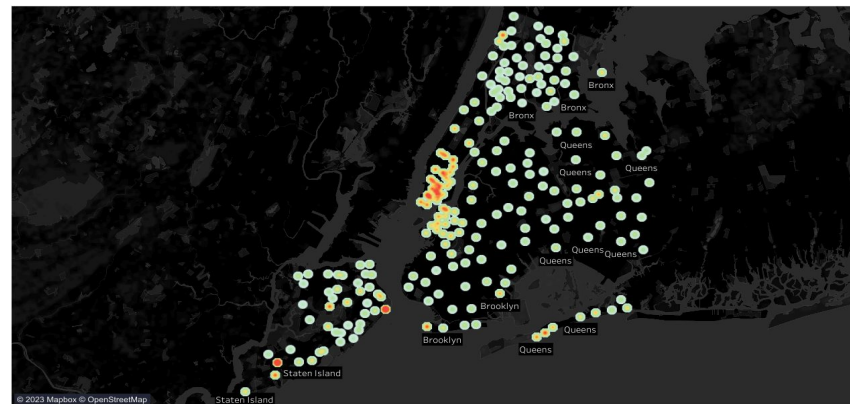 Bronx
Bronx
Bronx
Queens
Queens
Queens
Queens
Queens
Queens
Brooklyn
Queens
Brooklyn
Queens
Staten Island
Staten Island
© 2023 Mapbox © OpenStreetMap